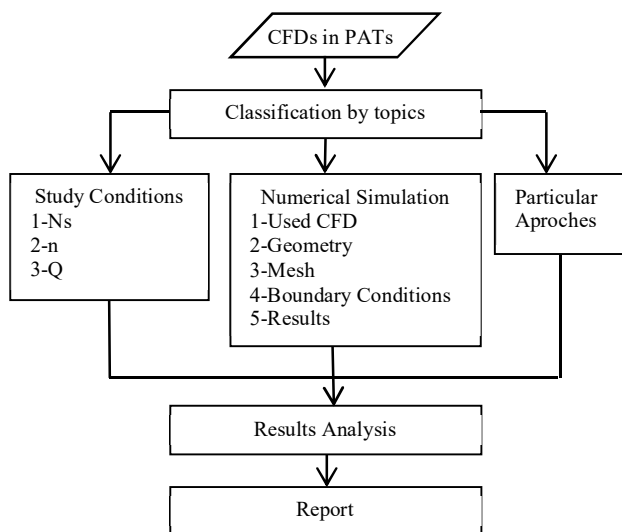 CFDs in PATs
Classification by topics
Study Conditions
1-Ns
2-n
3-Q
Numerical Simulation
1-Used CFD
2-Geometry
3-Mesh
4-Boundary Conditions
5-Results
Particular
Aproches
Results Analysis
Report